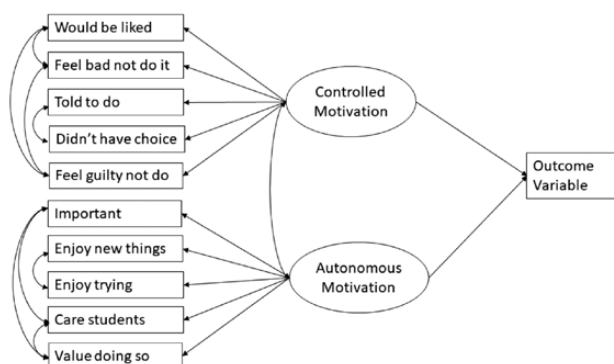 Would be liked
Feel bad not do it
Told to do
Didn't have choice
Feel guilty not do
Important
Enjoy new things
Enjoy trying
Care students
Value doing so
Controlled
Motivation
Autonomous
Motivation
Outcome
Variable